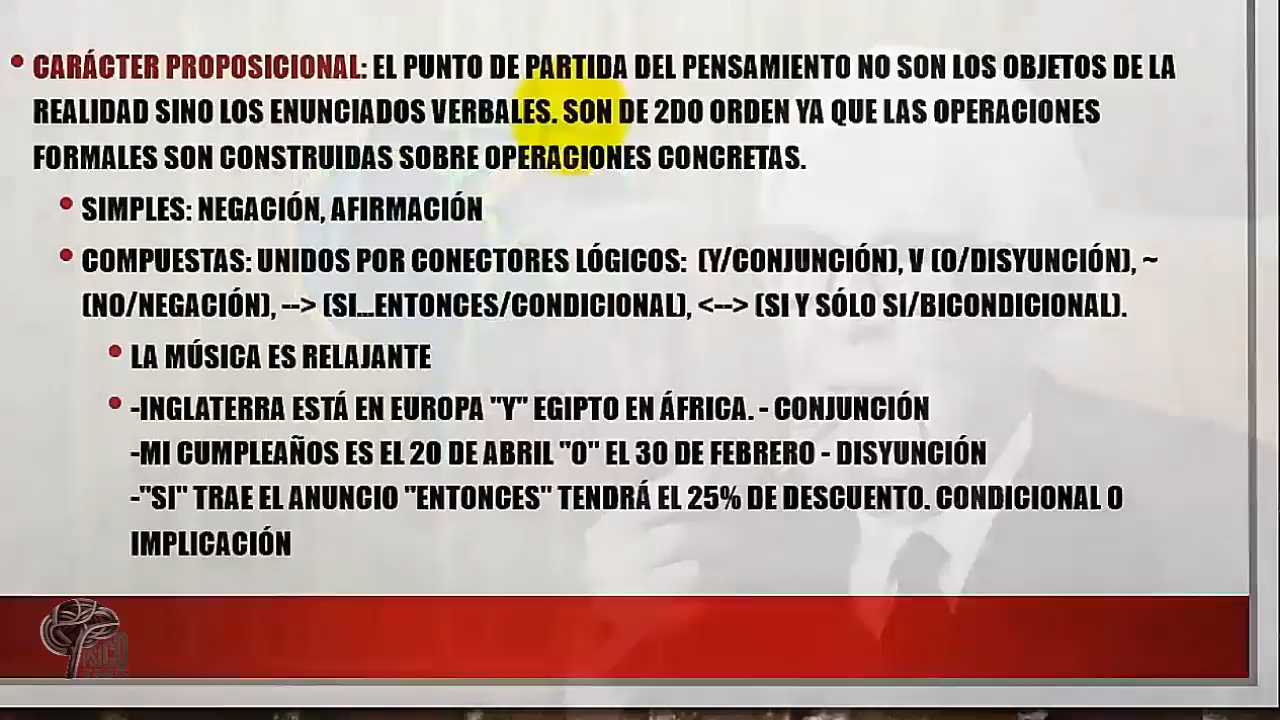 • CARÁCTER PROPOSICIONAL: EL PUNTO DE PARTIDA DEL PENSAMIENTO NO SON LOS OBJETOS DE LA
REALIDAD SINO LOS ENUNCIADOS VERBALES. SON DE 2DO ORDEN YA QUE LAS OPERACIONES
FORMALES SON CONSTRUIDAS SOBRE OPERACIONES CONCRETAS.
• SIMPLES: NEGACIÓN, AFIRMACIÓN
• COMPUESTAS: UNIDOS POR CONECTORES LÓGICOS: (Y/CONJUNCIÓN), V (O/DISYUNCIÓN), ~
(NO/NEGACIÓN), --> (SI...ENTONCES/CONDICIONAL), <--> (SI Y SÓLO SI/BICONDICIONAL).
• LA MÚSICA ES RELAJANTE
• -INGLATERRA ESTÁ EN EUROPA "Y" EGIPTO EN ÁFRICA. - CONJUNCIÓN
-MI CUMPLEAÑOS ES EL 20 DE ABRIL "O" EL 30 DE FEBRERO - DISYUNCIÓN
-"SI" TRAE EL ANUNCIO "ENTONCES" TENDRÁ EL 25% DE DESCUENTO. CONDICIONAL O
IMPLICACIÓN
PSICO